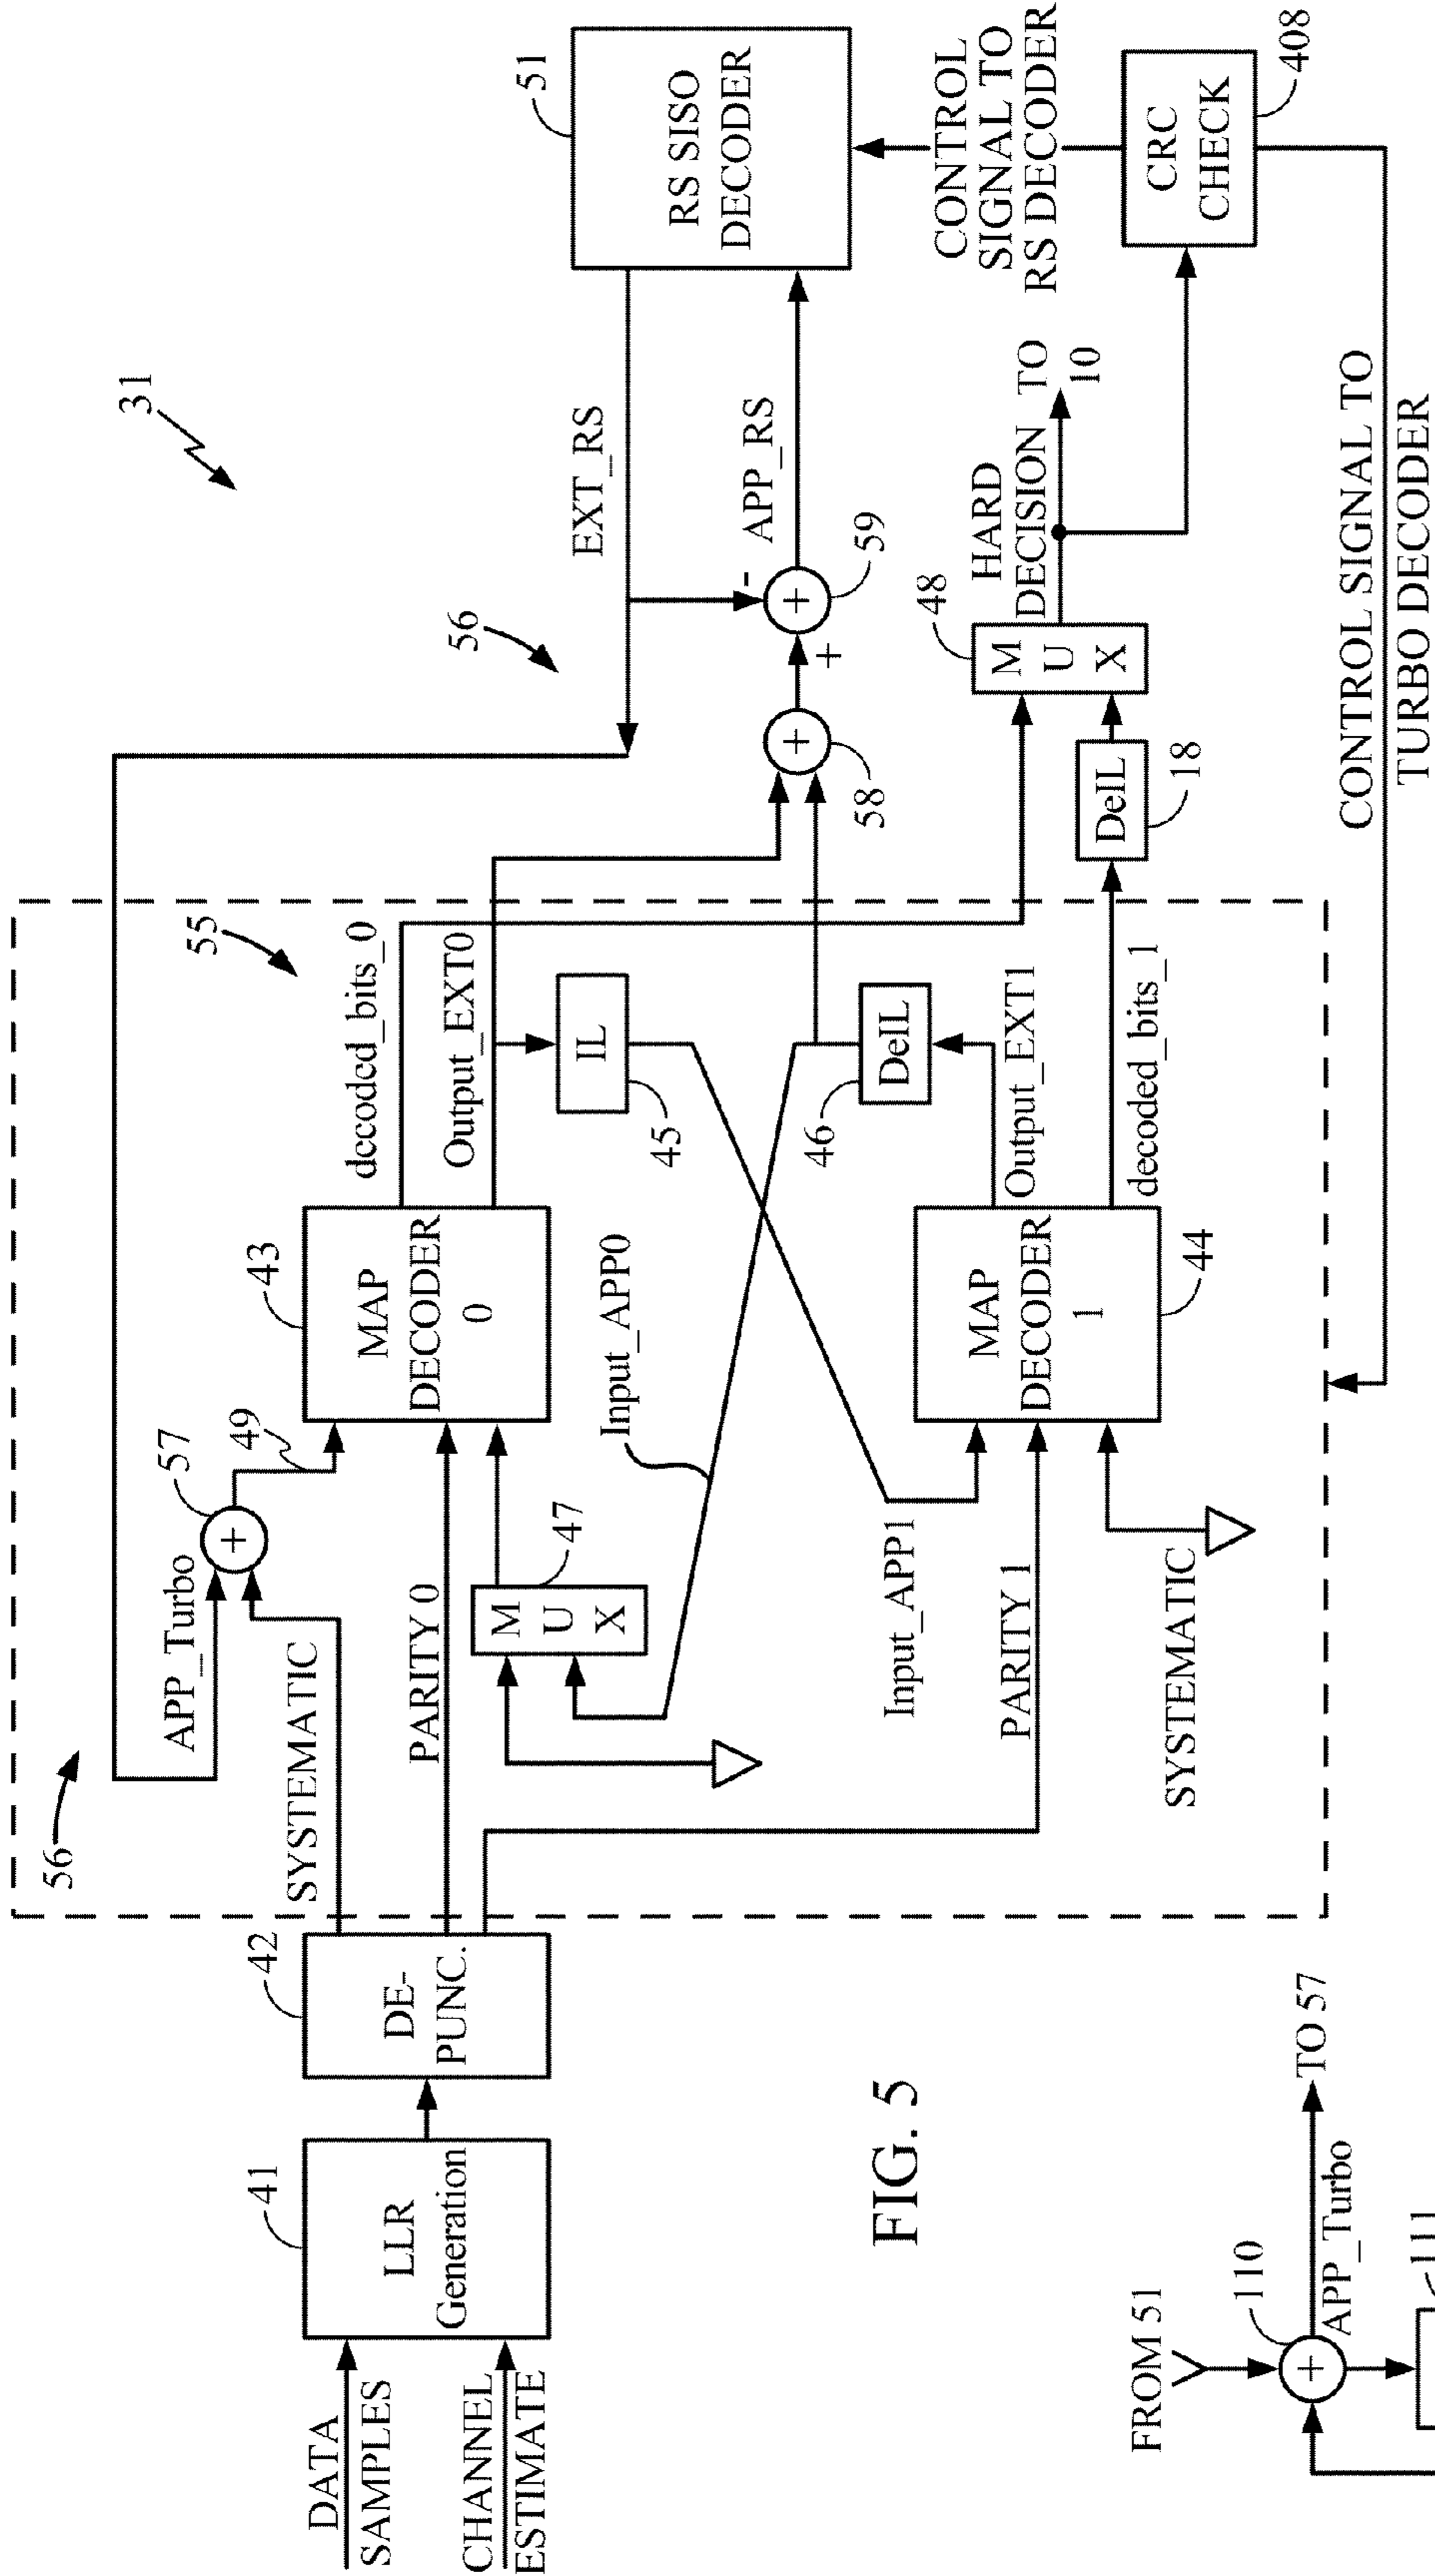 31
56
55
56
DATA
SAMPLES
CHANNEL
ESTIMATE
41
LLR
Generation
42
DE-
PUNC.
SYSTEMATIC
APP_Turbo
57
+
49
PARITY 0
M
U
X
47
43
MAP
DECODER
0
decoded_bits_0
Output_EXT0
IL
45
Input_APP0
Input_APP1
46
DeIL
Output_EXT1
PARITY 1
SYSTEMATIC
MAP
DECODER
1
44
decoded_bits_1
EXT_RS
+
58
+
-
+
59
APP_RS
51
RS SISO
DECODER
DeIL
18
48
M
U
X
HARD
DECISION TO
10
CONTROL
SIGNAL TO
RS DECODER
CRC
CHECK
408
CONTROL SIGNAL TO
TURBO DECODER
FIG. 5
FROM 51
110
+
TO 57
APP_Turbo
111